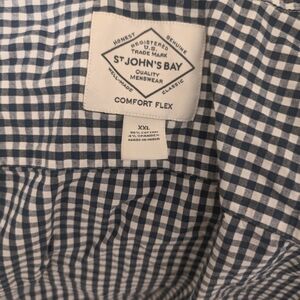 HONEST GENUINE
REGISTERED
U.S.
TRADE MARK
ST JOHN'S BAY
QUALITY
MENSWEAR
WELL-MADE CLASSIC
COMFORT FLEX
XXL